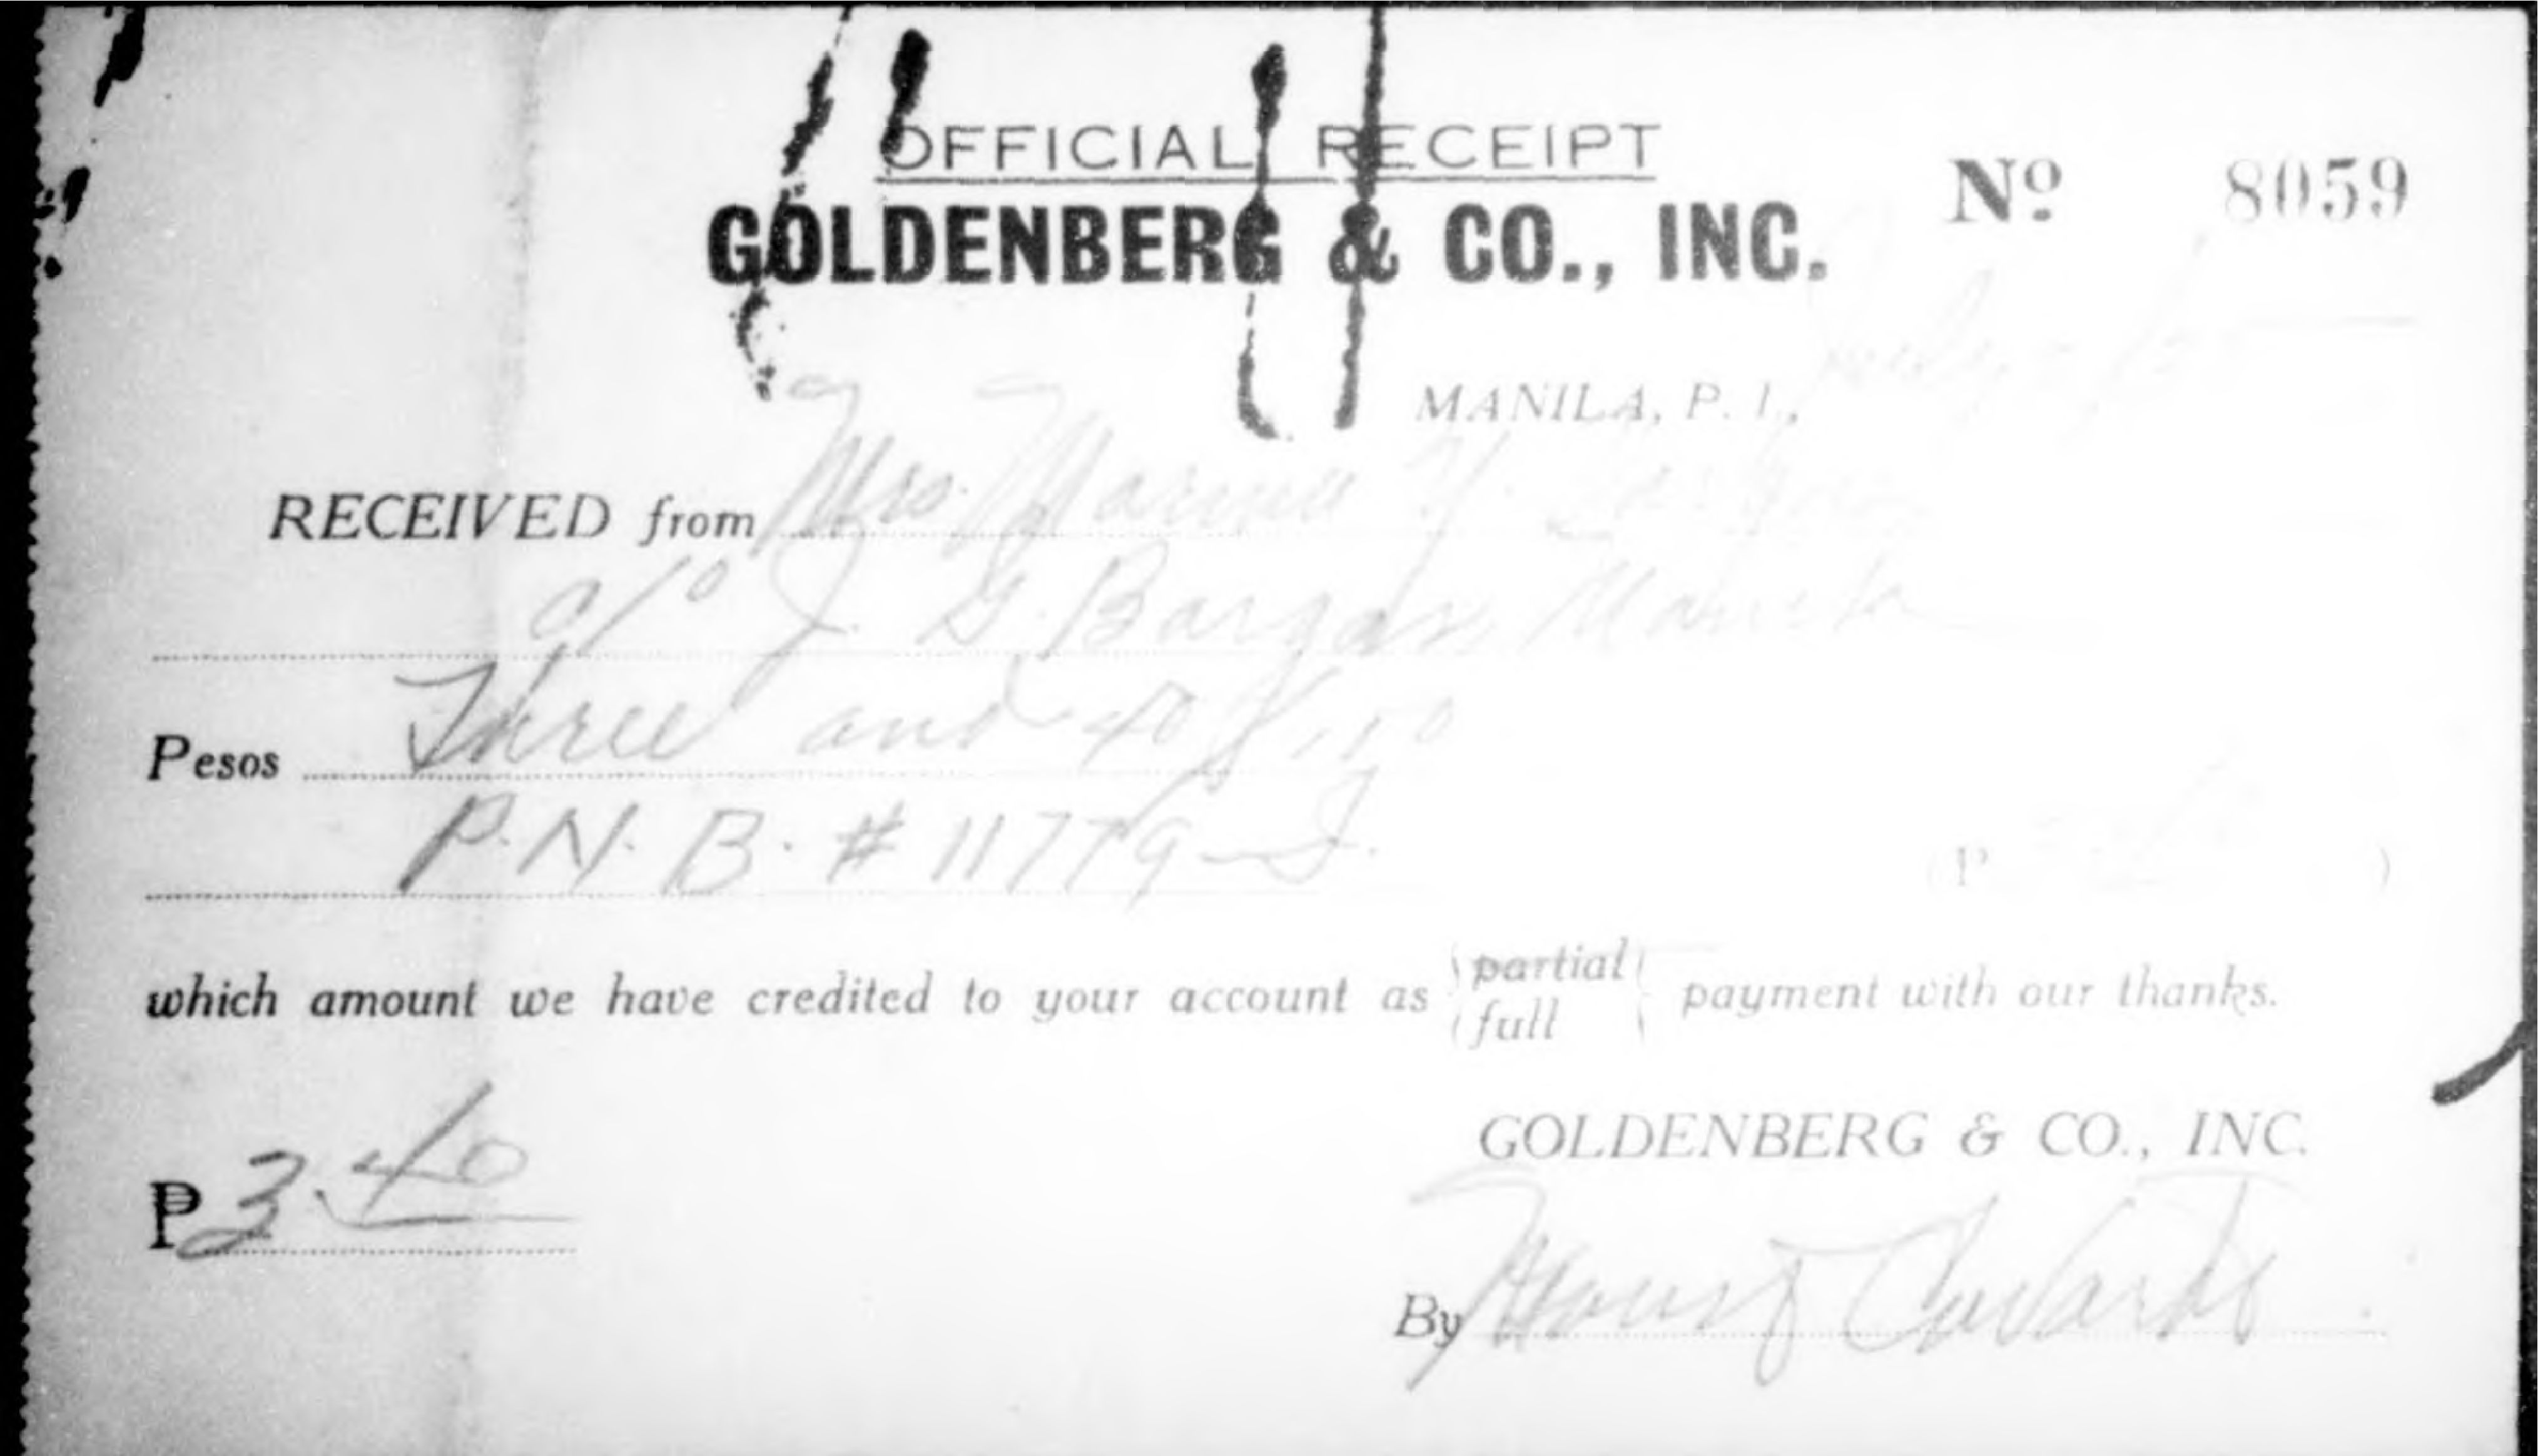 OFFICIAL RECEIPT
GOLDENBERG & CO., INC.
Nº 8059
MANILA, P. I.,
RECEIVED from Mrs.
c/o J. G. Bargas, Manila
Pesos Three and 40/100
P.N.B. # 11779-J.
(P )
which amount we have credited to your account as partial full payment with our thanks.
₱ 3.40
GOLDENBERG & CO., INC.
By